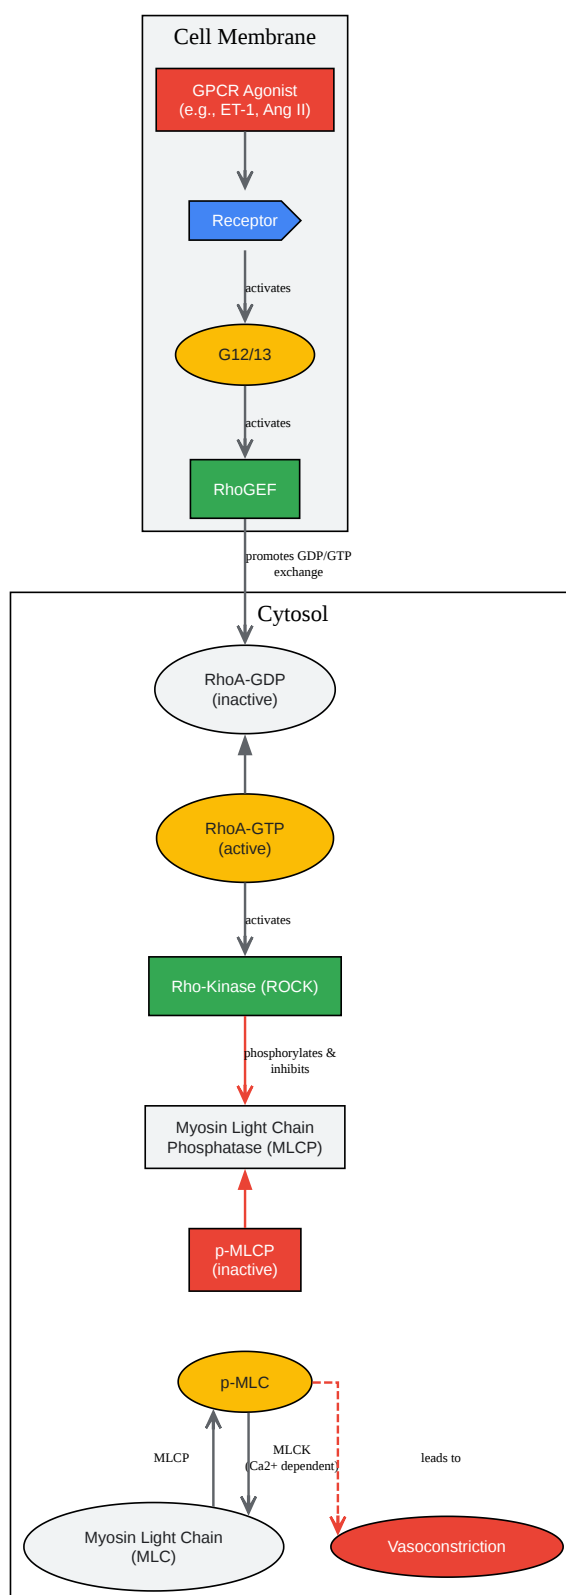 Cell Membrane
GPCR Agonist
(e.g., ET-1, Ang II)
Receptor
activates
G12/13
activates
RhoGEF
promotes GDP/GTP
exchange
Cytosol
RhoA-GDP
(inactive)
RhoA-GTP
(active)
activates
Rho-Kinase (ROCK)
phosphorylates &
inhibits
Myosin Light Chain
Phosphatase (MLCP)
p-MLCP
(inactive)
p-MLC
MLCP
MLCK
(Ca2+ dependent)
leads to
Myosin Light Chain
(MLC)
Vasoconstriction